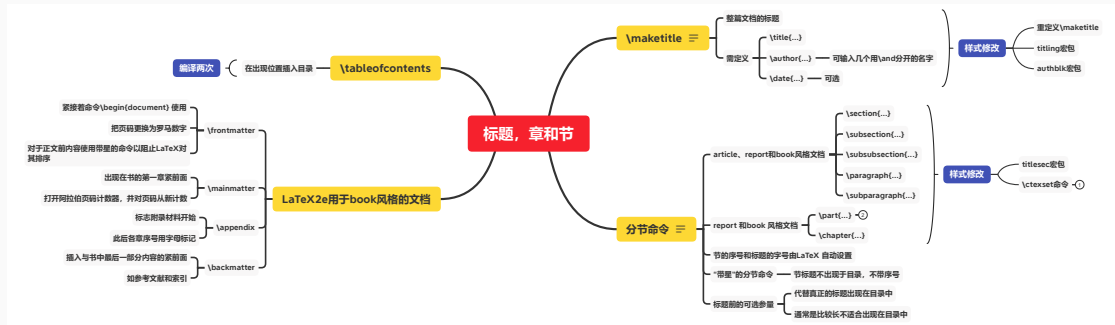 标题，章和节
\maketitle
整篇文档的标题
需定义
\title{...}
\author{...}
可输入几个用\and分开的名字
\date{...}
可选
样式修改
重定义\maketitle
titling宏包
authblk宏包
分节命令
article、report和book风格文档
\section{...}
\subsection{...}
\subsubsection{...}
\paragraph{...}
\subparagraph{...}
report 和book 风格文档
\part{...}
2
\chapter{...}
样式修改
titlesec宏包
\ctexset命令
1
节的序号和标题的字号由LaTeX 自动设置
"带星"的分节命令
节标题不出现于目录，不带序号
标题前的可选参量
代替真正的标题出现在目录中
通常是比较长不适合出现在目录中
\tableofcontents
在出现位置插入目录
编译两次
LaTeX2e用于book风格的文档
\frontmatter
紧接着命令\begin{document} 使用
把页码更换为罗马数字
对于正文前内容使用带星的命令以阻止LaTeX对
其排序
\mainmatter
出现在书的第一章紧前面
打开阿拉伯页码计数器，并对页码从新计数
\appendix
标志附录材料开始
此后各章序号用字母标记
\backmatter
插入与书中最后一部分内容的紧前面
如参考文献和索引